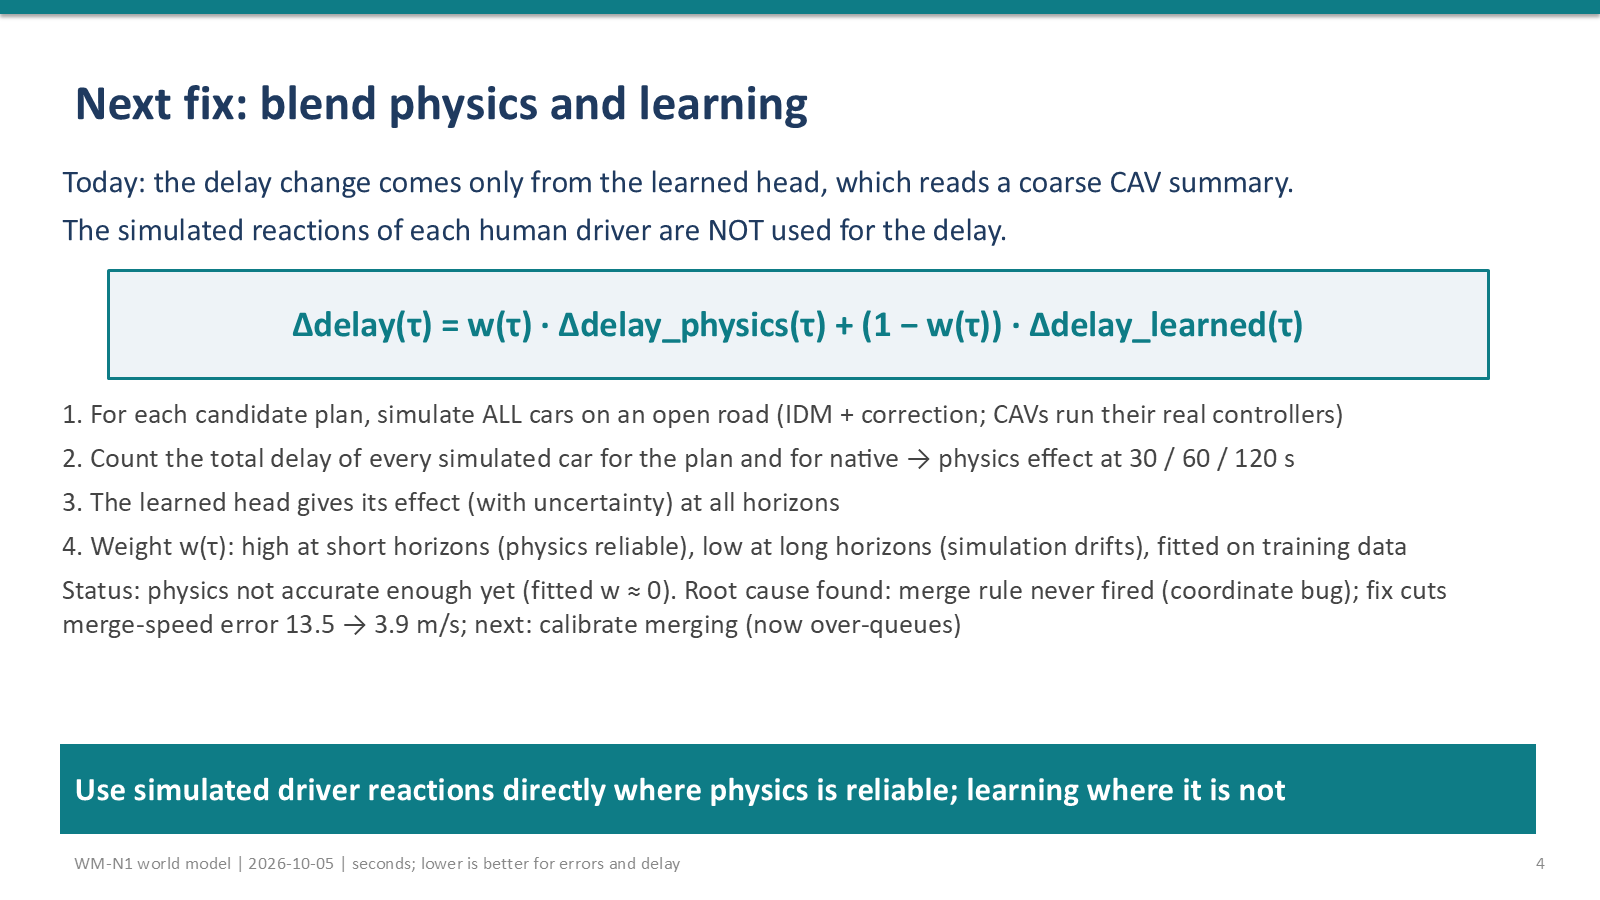 Next fix: blend physics and learning
Today: the delay change comes only from the learned head, which reads a coarse CAV summary.
The simulated reactions of each human driver are NOT used for the delay.
Δdelay(τ) = w(τ) · Δdelay_physics(τ) + (1 − w(τ)) · Δdelay_learned(τ)
1. For each candidate plan, simulate ALL cars on an open road (IDM + correction; CAVs run their real controllers)
2. Count the total delay of every simulated car for the plan and for native → physics effect at 30 / 60 / 120 s
3. The learned head gives its effect (with uncertainty) at all horizons
4. Weight w(τ): high at short horizons (physics reliable), low at long horizons (simulation drifts), fitted on training data
Status: physics not accurate enough yet (fitted w ≈ 0). Root cause found: merge rule never fired (coordinate bug); fix cuts
merge-speed error 13.5 → 3.9 m/s; next: calibrate merging (now over-queues)
Use simulated driver reactions directly where physics is reliable; learning where it is not
WM-N1 world model | 2026-10-05 | seconds; lower is better for errors and delay
4